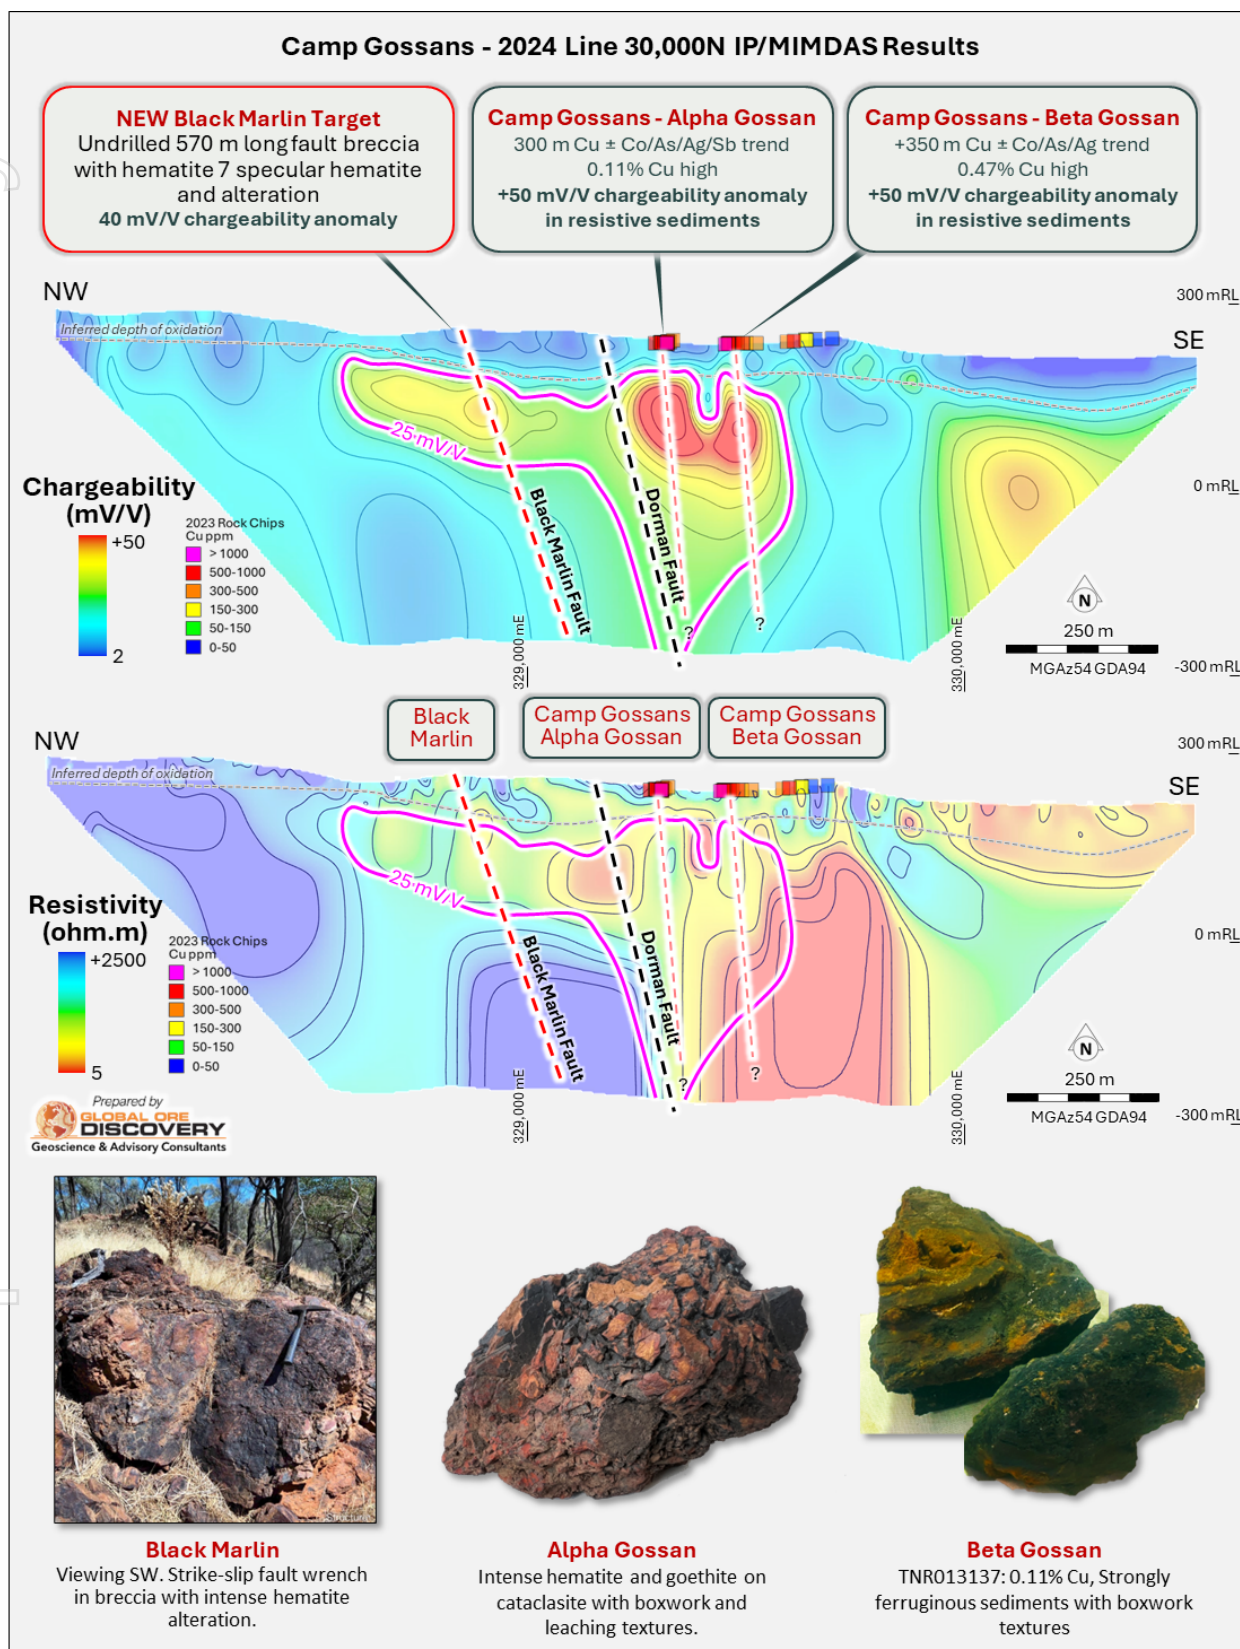 Camp Gossans - 2024 Line 30,000N IP/MIMDAS Results
NEW Black Marlin Target
Undrilled 570 m long fault breccia
with hematite 7 specular hematite
and alteration
40 mV/V chargeability anomaly
Camp Gossans - Alpha Gossan
300 m Cu ± Co/As/Ag/Sb trend
0.11% Cu high
+50 mV/V chargeability anomaly
in resistive sediments
Camp Gossans - Beta Gossan
+350 m Cu ± Co/As/Ag trend
0.47% Cu high
+50 mV/V chargeability anomaly
in resistive sediments
NW
300 mRL
Inferred depth of oxidation
SE
25 mV/V
Chargeability
(mV/V)
+50
2
2023 Rock Chips
Cu ppm
> 1000
500-1000
300-500
150-300
50-150
0-50
Black Marlin Fault
Dorman Fault
?
?
0 mRL
N
250 m
MGAz54 GDA94
329,000 mE
330,000 mE
-300 mRL
Black
Marlin
Camp Gossans
Alpha Gossan
Camp Gossans
Beta Gossan
NW
300 mRL
Inferred depth of oxidation
SE
25 mV/V
Resistivity
(ohm.m)
+2500
5
2023 Rock Chips
Cu ppm
> 1000
500-1000
300-500
150-300
50-150
0-50
Black Marlin Fault
Dorman Fault
?
?
0 mRL
N
250 m
MGAz54 GDA94
329,000 mE
330,000 mE
-300 mRL
Prepared by
GLOBAL ORE
DISCOVERY
Geoscience & Advisory Consultants
Black Marlin
Viewing SW. Strike-slip fault wrench
in breccia with intense hematite
alteration.
Alpha Gossan
Intense hematite and goethite on
cataclasite with boxwork and
leaching textures.
Beta Gossan
TNR013137: 0.11% Cu, Strongly
ferruginous sediments with boxwork
textures